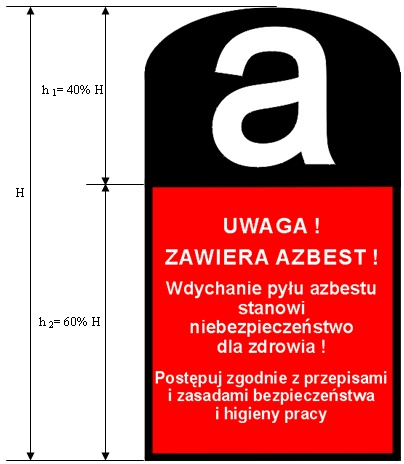 a
h 1= 40% H
H
UWAGA !
ZAWIERA AZBEST !
Wdychanie pyłu azbestu
stanowi
niebezpieczeństwo
dla zdrowia !
h 2= 60% H
Postępuj zgodnie z przepisami
i zasadami bezpieczeństwa
i higieny pracy